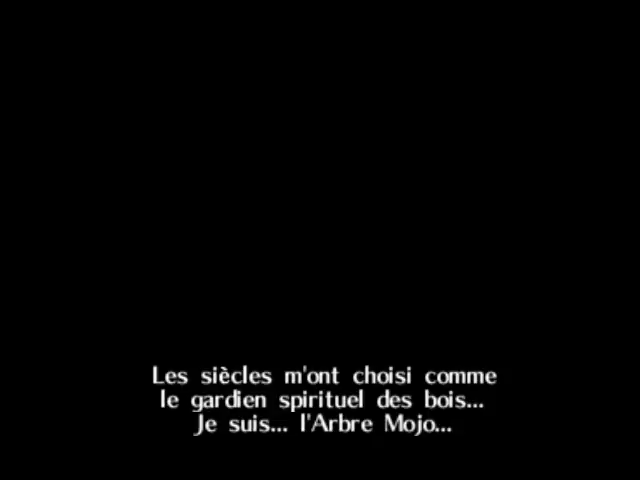 Les siècles m'ont choisi comme
le gardien spirituel des bois...
Je suis... l'Arbre Mojo...